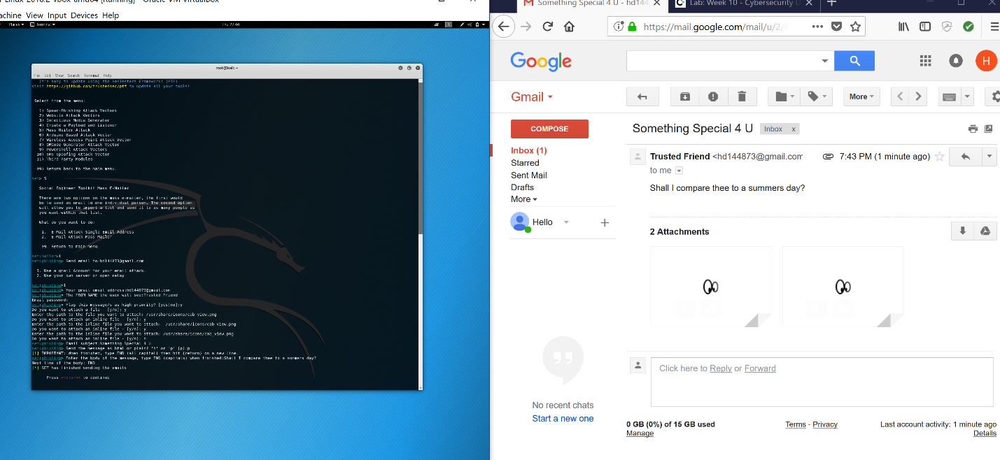 Linux-2018.2-vbox-amd64 [Running] - Oracle VM VirtualBox
achine View Input Devices Help
Places
Terminal
Thu 22:44
1
root@kali: ~
File Edit View Search Terminal Help
It's easy to update using the PenTesters Framework! (PTF)
Visit https://github.com/trustedsec/ptf to update all your tools!
Select from the menu:
1) Spear-Phishing Attack Vectors
2) Website Attack Vectors
3) Infectious Media Generator
4) Create a Payload and Listener
5) Mass Mailer Attack
6) Arduino-Based Attack Vector
7) Wireless Access Point Attack Vector
8) QRCode Generator Attack Vector
9) Powershell Attack Vectors
10) SMS Spoofing Attack Vector
11) Third Party Modules
99) Return back to the main menu.
set> 5
Social Engineer Toolkit Mass E-Mailer
There are two options on the mass e-mailer, the first would
be to send an email to one individual person. The second option
will allow you to import a list and send it to as many people as
you want within that list.
What do you want to do:
1. E-Mail Attack Single Email Address
2. E-Mail Attack Mass Mailer
99. Return to main menu.
set:mailer>1
set:phishing> Send email to:hd144873@gmail.com
1. Use a gmail Account for your email attack.
2. Use your own server or open relay
set:phishing>1
set:phishing> Your gmail email address:hd144873@gmail.com
set:phishing> The FROM NAME the user will see:Trusted Friend
Email password:
set:phishing> Flag this message/s as high priority? [yes|no]:y
Do you want to attach a file - [y/n]: y
Enter the path to the file you want to attach: /usr/share/icons/cab_view.png
Do you want to attach an inline file - [y/n]: y
Enter the path to the inline file you want to attach: /usr/share/icons/cab_view.png
Do you want to attach an inline file - [y/n]: y
Enter the path to the inline file you want to attach: /usr/share/icons/cab_view.png
Do you want to attach an inline file - [y/n]: n
set:phishing> Email subject:Something Special 4 U
set:phishing> Send the message as html or plain? 'h' or 'p' [p]:p
[!] IMPORTANT: When finished, type END (all capital) then hit {return} on a new line.
set:phishing> Enter the body of the message, type END (capitals) when finished:Shall I compare thee to a summers day?
Next line of the body: END
[*] SET has finished sending the emails
Press <return> to continue
Something Special 4 U - hd144
Lab: Week 10 - Cybersecurity U
https://mail.google.com/mail/u/2/
Google
H
Gmail
More
COMPOSE
Something Special 4 U
Inbox x
Inbox (1)
Starred
Sent Mail
Drafts
More
Trusted Friend <hd144873@gmail.com
7:43 PM (1 minute ago)
to me
Shall I compare thee to a summers day?
Hello
2 Attachments
Click here to Reply or Forward
No recent chats
Start a new one
0 GB (0%) of 15 GB used
Manage
Terms - Privacy
Last account activity: 1 minute ago
Details